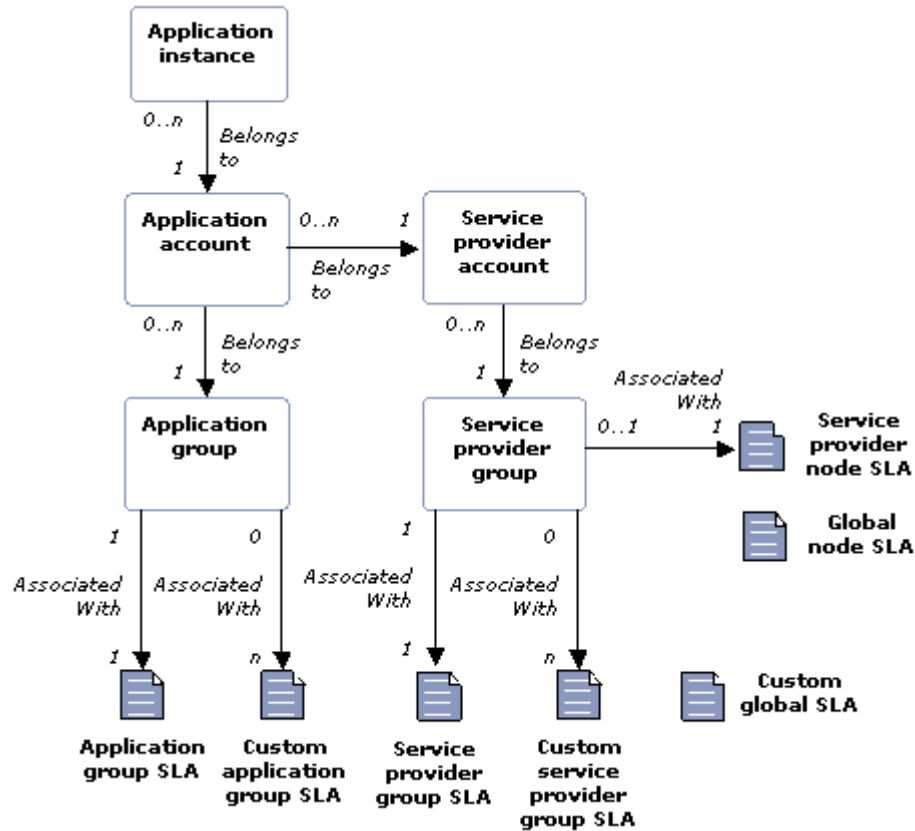 Application
instance
0..n
Belongs
to
1
Application
account
0..n
1
Belongs
to
Service
provider
account
0..n
Belongs
to
1
0..n
Belongs
to
1
Application
group
Service
provider
group
Associated
With
0..1
1
Service
provider
node SLA
Global
node SLA
1
Associated
With
1
0
Associated
With
n
1
Associated
With
1
0
Associated
With
n
Application
group SLA
Custom
application
group SLA
Service
provider
group SLA
Custom
service
provider
group SLA
Custom
global SLA